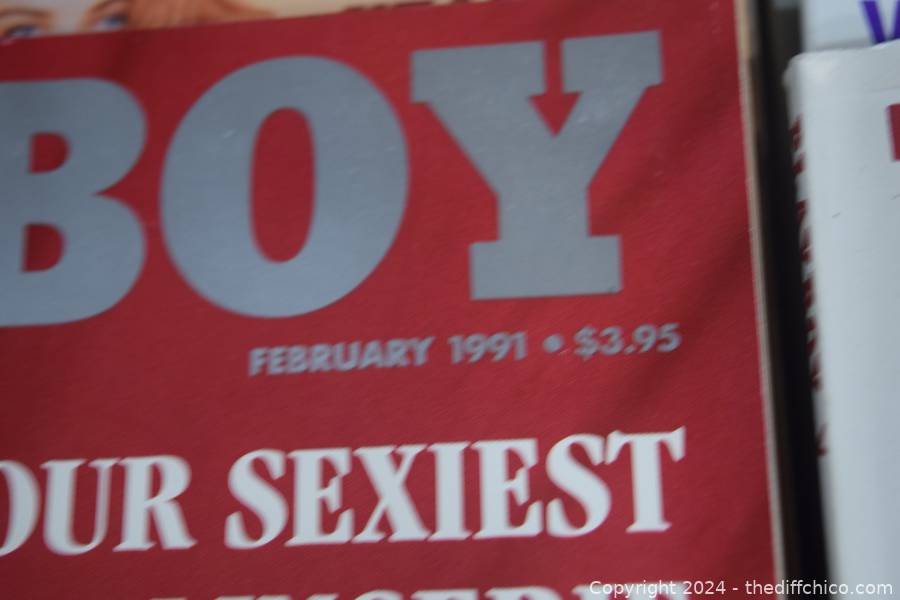 BOY
FEBRUARY 1991 • $3.95
OUR SEXIEST
Copyright 2024 - thediffchico.com